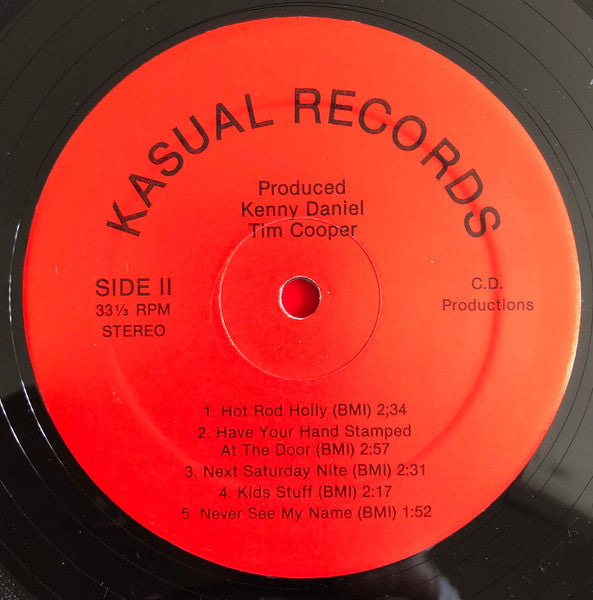 KASUAL RECORDS
Produced
Kenny Daniel
Tim Cooper
SIDE II
33⅓ RPM
STEREO
C.D.
Productions
1. Hot Rod Holly (BMI) 2;34
2. Have Your Hand Stamped
At The Door (BMI) 2:57
3. Next Saturday Nite (BMI) 2:31
4. Kids Stuff (BMI) 2:17
5. Never See My Name (BMI) 1:52